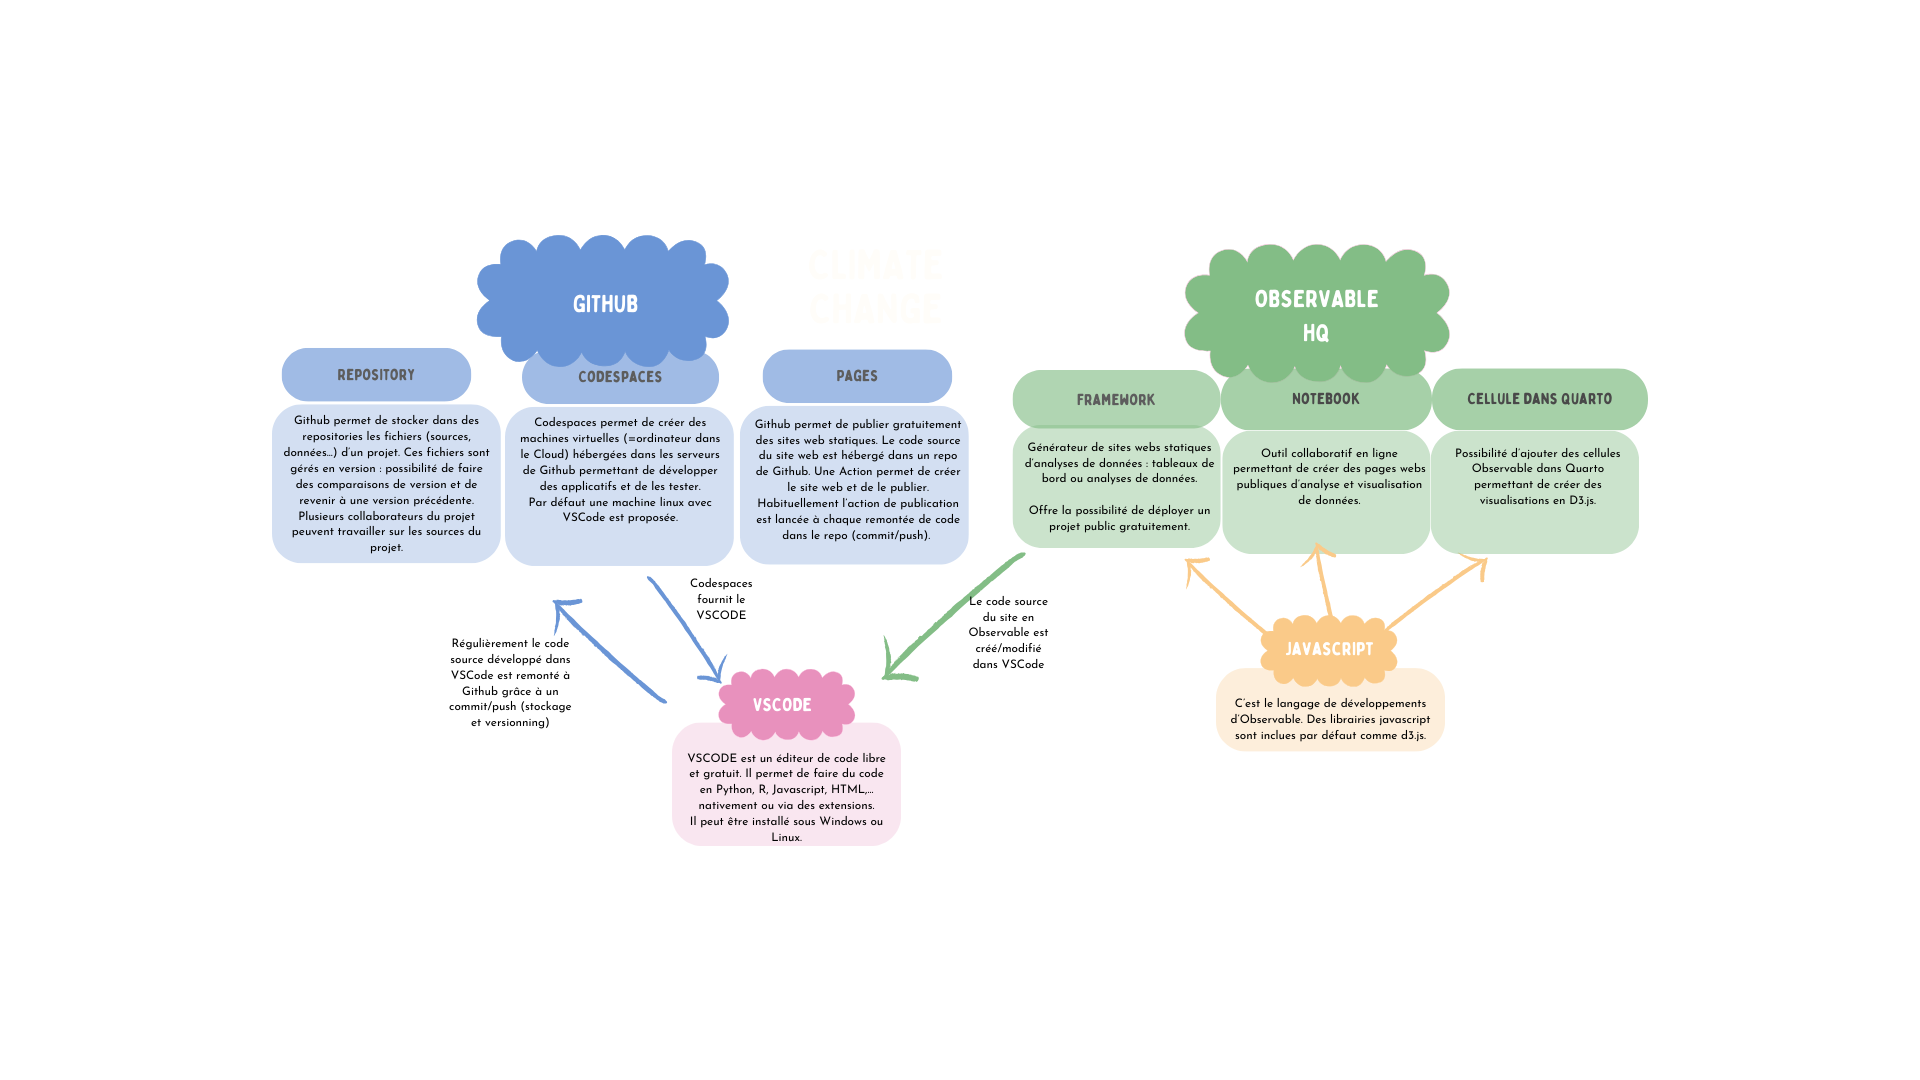 CLIMATE
CHANGE
GITHUB
REPOSITORY
Github permet de stocker dans des
repositories les fichiers (sources,
données...) d'un projet. Ces fichiers sont
gérés en version : possibilité de faire
des comparaisons de version et de
revenir à une version précédente.
Plusieurs collaborateurs du projet
peuvent travailler sur les sources du
projet.
CODESPACES
Codespaces permet de créer des
machines virtuelles (=ordinateur dans
le Cloud) hébergées dans les serveurs
de Github permettant de développer
des applicatifs et de les tester.
Par défaut une machine linux avec
VSCode est proposée.
PAGES
Github permet de publier gratuitement
des sites web statiques. Le code source
du site web est hébergé dans un repo
de Github. Une Action permet de créer
le site web et de le publier.
Habituellement l'action de publication
est lancée à chaque remontée de code
dans le repo (commit/push).
OBSERVABLE
HQ
FRAMEWORK
Générateur de sites webs statiques
d'analyses de données : tableaux de
bord ou analyses de données.
Offre la possibilité de déployer un
projet public gratuitement.
NOTEBOOK
Outil collaboratif en ligne
permettant de créer des pages webs
publiques d'analyse et visualisation
de données.
CELLULE DANS QUARTO
Possibilité d'ajouter des cellules
Observable dans Quarto
permettant de créer des
visualisations en D3.js.
Codespaces
fournit le
VSCODE
Régulièrement le code
source développé dans
VSCode est remonté à
Github grâce à un
commit/push (stockage
et versionning)
Le code source
du site en
Observable est
créé/modifié
dans VSCode
VSCODE
VSCODE est un éditeur de code libre
et gratuit. Il permet de faire du code
en Python, R, Javascript, HTML,...
nativement ou via des extensions.
Il peut être installé sous Windows ou
Linux.
JAVASCRIPT
C'est le langage de développements
d'Observable. Des librairies javascript
sont inclues par défaut comme d3.js.